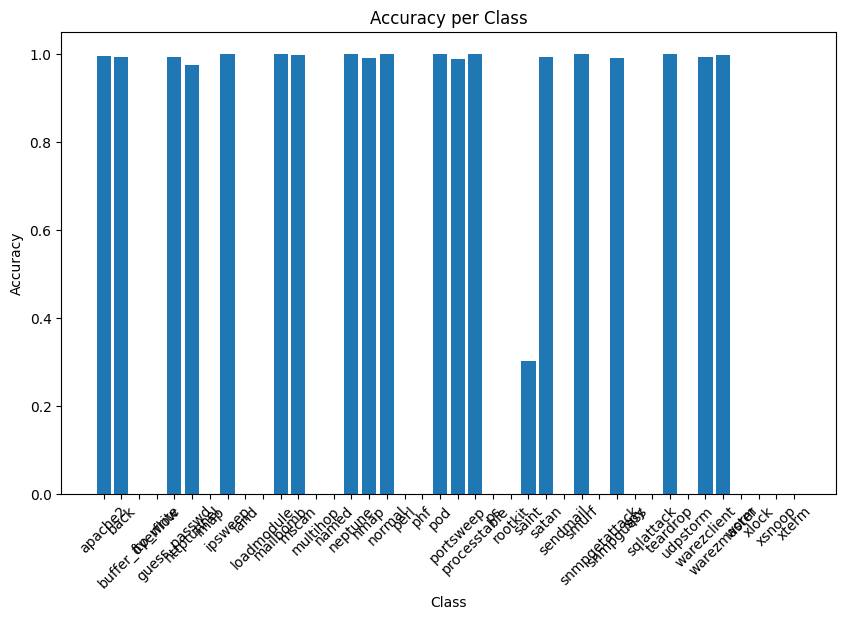 Accuracy per Class
Accuracy
1.0
0.8
0.6
0.4
0.2
0.0
apache2
back
buffer_overflow
ftp_write
guess_passwd
httptunnel
imap
ipsweep
land
loadmodule
mailbomb
mscan
multihop
named
neptune
nmap
normal
perl
phf
pod
portsweep
processtable
ps
rootkit
saint
satan
sendmail
smurf
snmpgetattack
snmpguess
spy
sqlattack
teardrop
udpstorm
warezclient
warezmaster
worm
xlock
xsnoop
xterm
Class